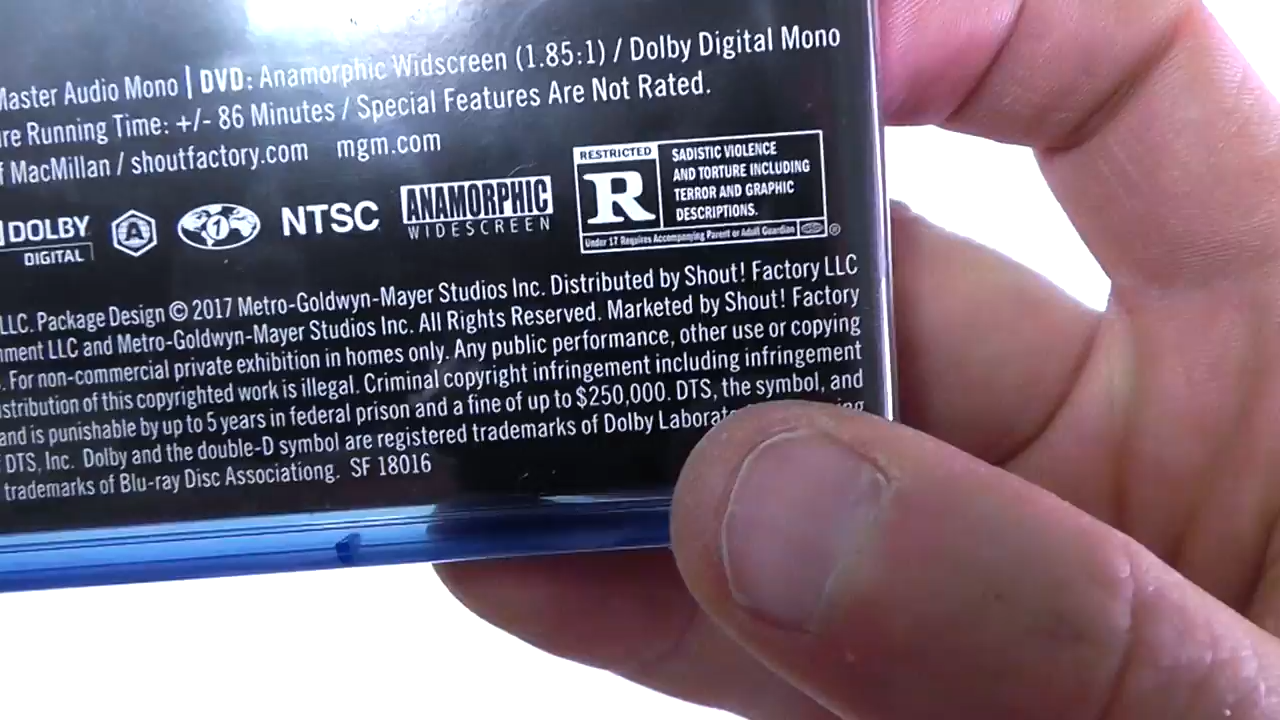 Master Audio Mono | DVD: Anamorphic Widscreen (1.85:1) / Dolby Digital Mono
Running Time: +/- 86 Minutes / Special Features Are Not Rated.
MacMillan / shoutfactory.com mgm.com
DOLBY
DIGITAL
A
1
NTSC
ANAMORPHIC
WIDESCREEN
RESTRICTED
R
SADISTIC VIOLENCE
AND TORTURE INCLUDING
TERROR AND GRAPHIC
DESCRIPTIONS.
Under 17 Requires Accompanying Parent or Adult Guardian ®
LLC. Package Design © 2017 Metro-Goldwyn-Mayer Studios Inc. Distributed by Shout! Factory LLC
LLC and Metro-Goldwyn-Mayer Studios Inc. All Rights Reserved. Marketed by Shout! Factory
. For non-commercial private exhibition in homes only. Any public performance, other use or copying
of this copyrighted work is illegal. Criminal copyright infringement including infringement
and is punishable by up to 5 years in federal prison and a fine of up to $250,000. DTS, the symbol, and
DTS, Inc. Dolby and the double-D symbol are registered trademarks of Dolby
trademarks of Blu-ray Disc Associationg. SF 18016